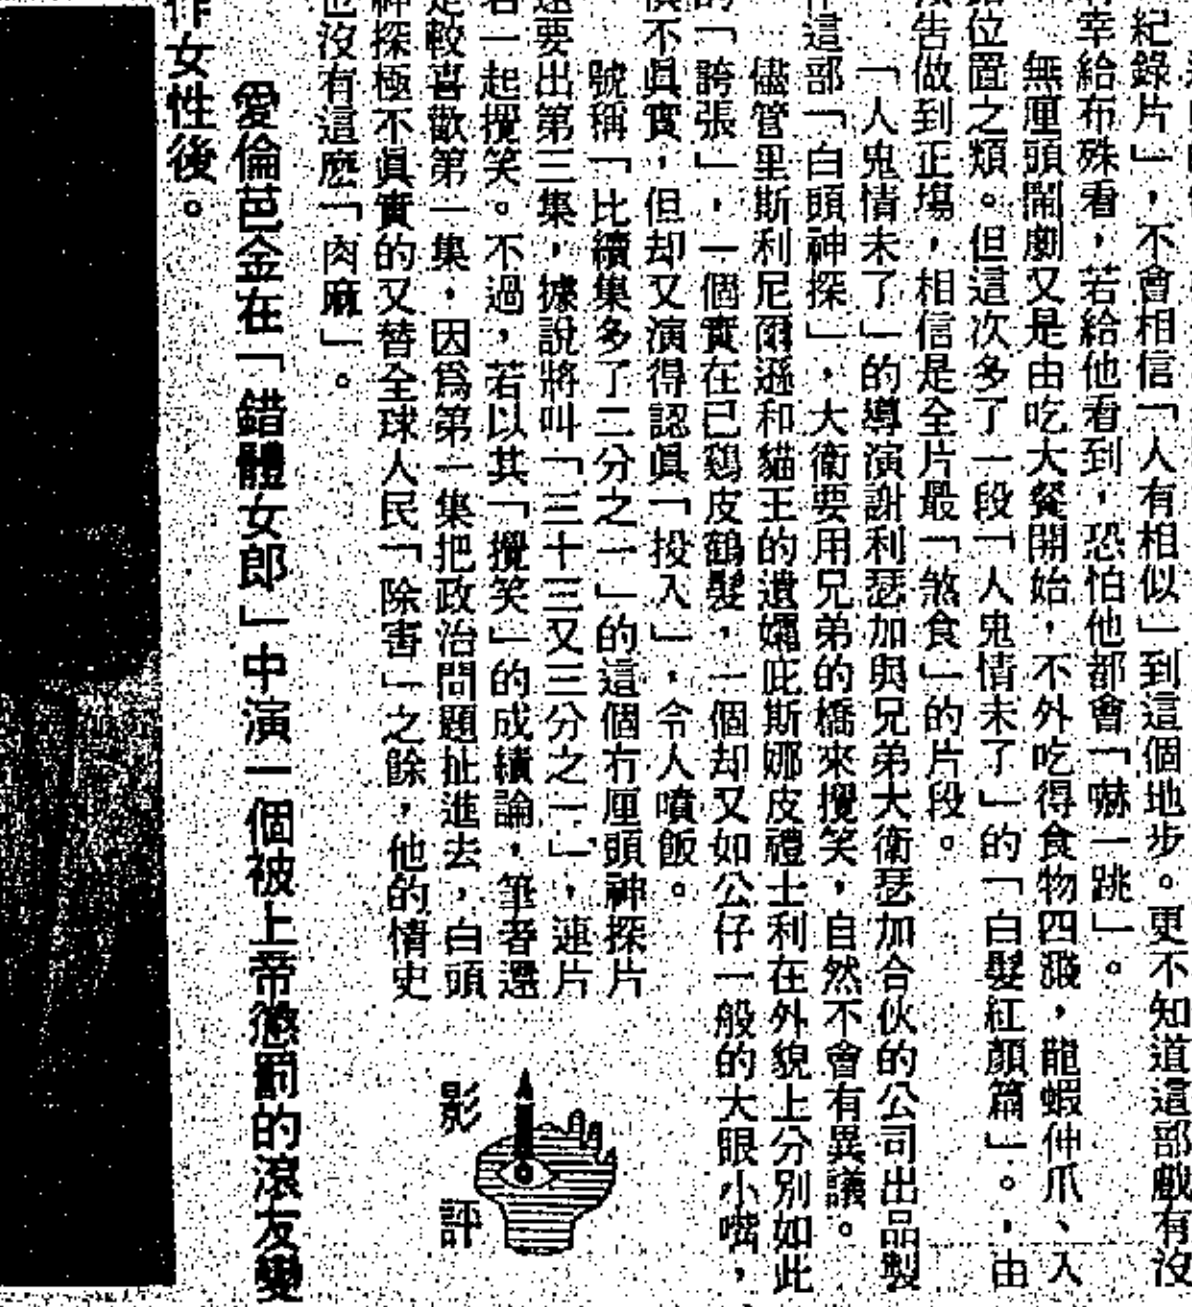 紀錄片」，不會相信「人有相似」到這個地步。更不知道這部戲有沒
幸給布殊看，若給他看到，恐怕他都會「嚇一跳」。
無厘頭鬧劇又是由吃大餐開始，不外吃得食物四濺，龍蝦伸爪、入
位置之類。但這次多了一段「人鬼情未了」的「白髮紅顏篇」。，由
告做到正場，相信是全片最「煞食」的片段。
「人鬼情未了」的導演謝利瑟加與兄弟大衛瑟加合伙的公司出品製
這部「白頭神探」，大衞要用兄弟的橋來攪笑，自然不會有異議。
儘管里斯利尼爾遜和貓王的遺孀庇斯娜皮禮士利在外貌上分別如此
的「誇張」，一個實在已鷄皮鶴髮，一個却又如公仔一般的大眼小嘴，
不眞實，但却又演得認眞「投入」，令人噴飯。
號稱「比續集多了二分之一」的這個冇厘頭神探片
還要出第三集，據說將叫「三十三又三分之一」，連片
一起攪笑。不過，若以其「攪笑」的成績論，筆者還
是較喜歡第一集，因爲第一集把政治問題扯進去，白頭
神探極不眞實的又替全球人民「除害」之餘，他的情史
也沒有這麽「肉麻」。
影評
愛倫芭金在「錯體女郎」中演一個被上帝懲罰的滾友變
作女性後。